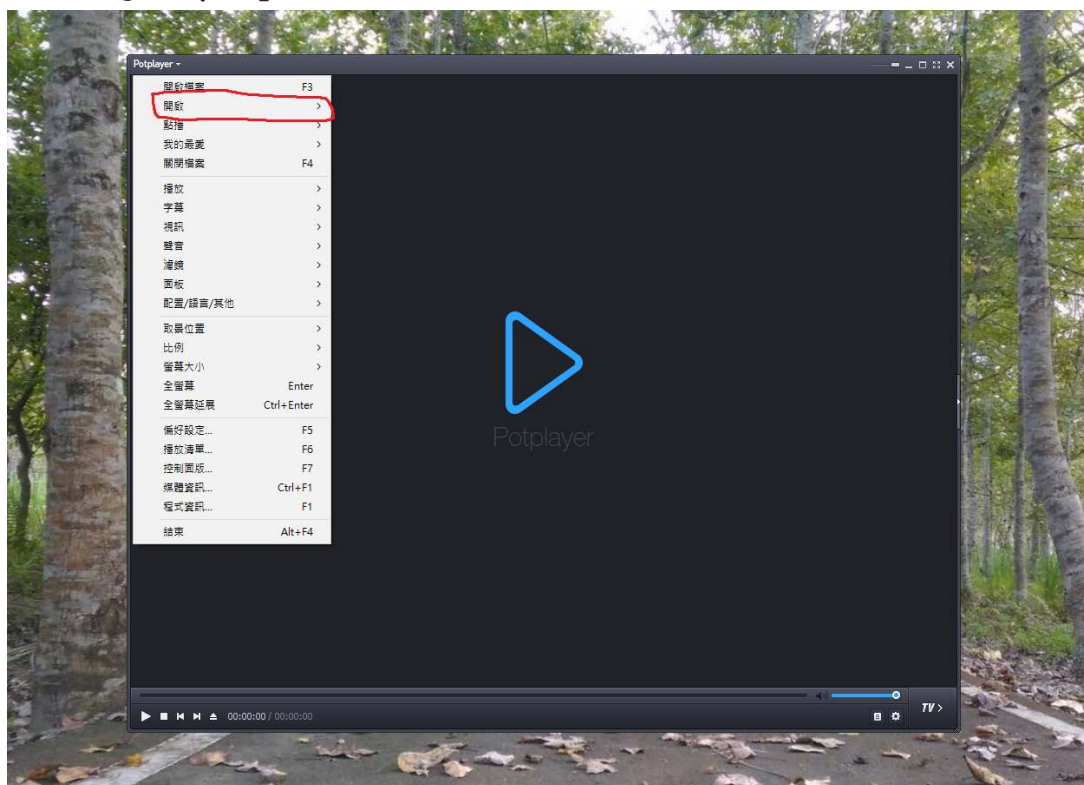 Potplayer
開啟檔案... F3
開啟 >
點播 >
我的最愛 >
關閉檔案 F4
播放 >
字幕 >
視訊 >
聲音 >
濾鏡 >
面板 >
配置/語言/其他 >
取景位置 >
比例 >
螢幕大小 >
全螢幕 Enter
全螢幕延展 Ctrl+Enter
偏好設定... F5
播放清單... F6
控制面版... F7
媒體資訊... Ctrl+F1
程式資訊... F1
結束 Alt+F4
Potplayer
00:00:00 / 00:00:00
TV >